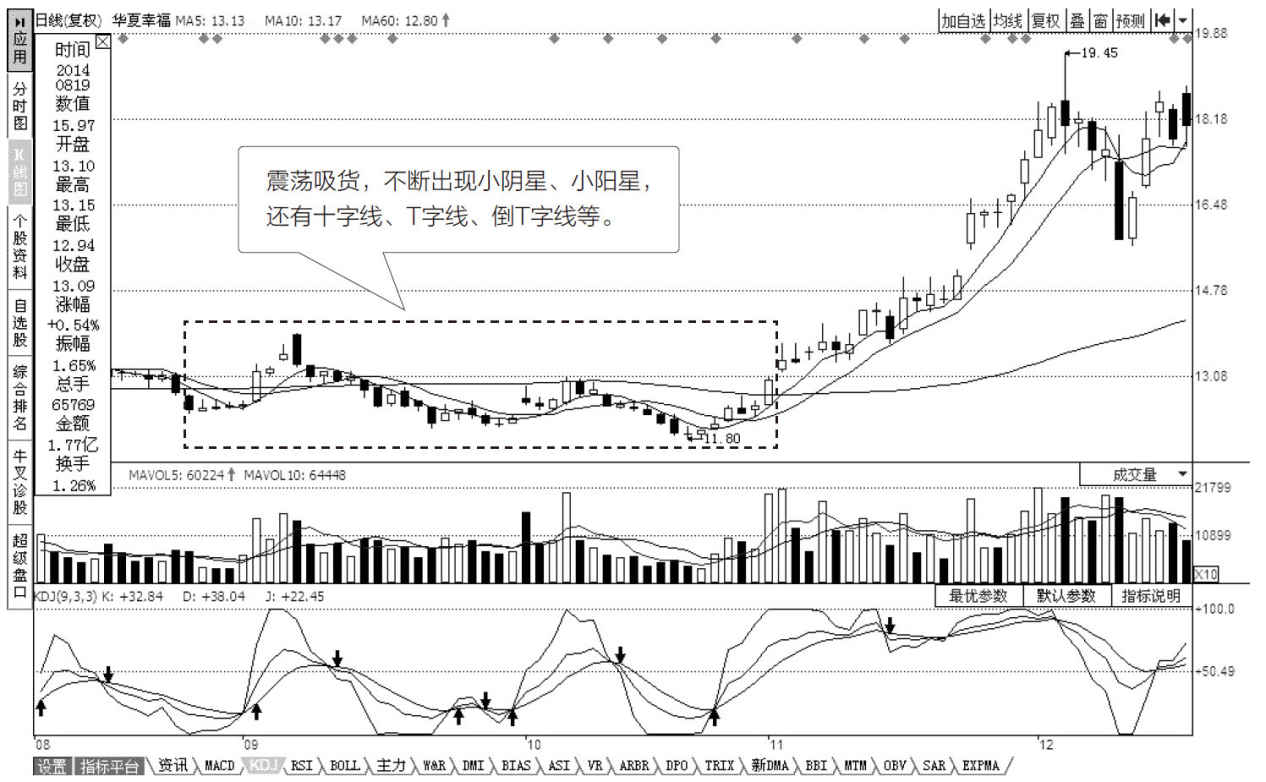 日线(复权) 华夏幸福 MA5: 13.13 MA10: 13.17 MA60: 12.80
加自选 均线 复权 叠 窗 预测
应用
分时图
K线图
个股资料
自选股
综合排名
牛叉诊股
超级盘口
时间
2014
0819
数值
15.97
开盘
13.10
最高
13.15
最低
12.94
收盘
13.09
涨幅
+0.54%
振幅
1.65%
总手
65769
金额
1.77亿
换手
1.26%
震荡吸货，不断出现小阴星、小阳星，
还有十字线、T字线、倒T字线等。
19.45
11.80
19.88
18.18
16.48
14.78
13.08
MAVOL5: 60224 MAVOL10: 64448
成交量
21799
10899
X10
KDJ(9,3,3) K: +32.84 D: +38.04 J: +22.45
最优参数 默认参数 指标说明
+100.0
+50.49
08 09 10 11 12
设置 指标平台 资讯 MACD KDJ RSI BOLL 主力 W&R DMI BIAS ASI VR ARBR DPO TRIX 新DMA BBI MTM OBV SAR EXPMA